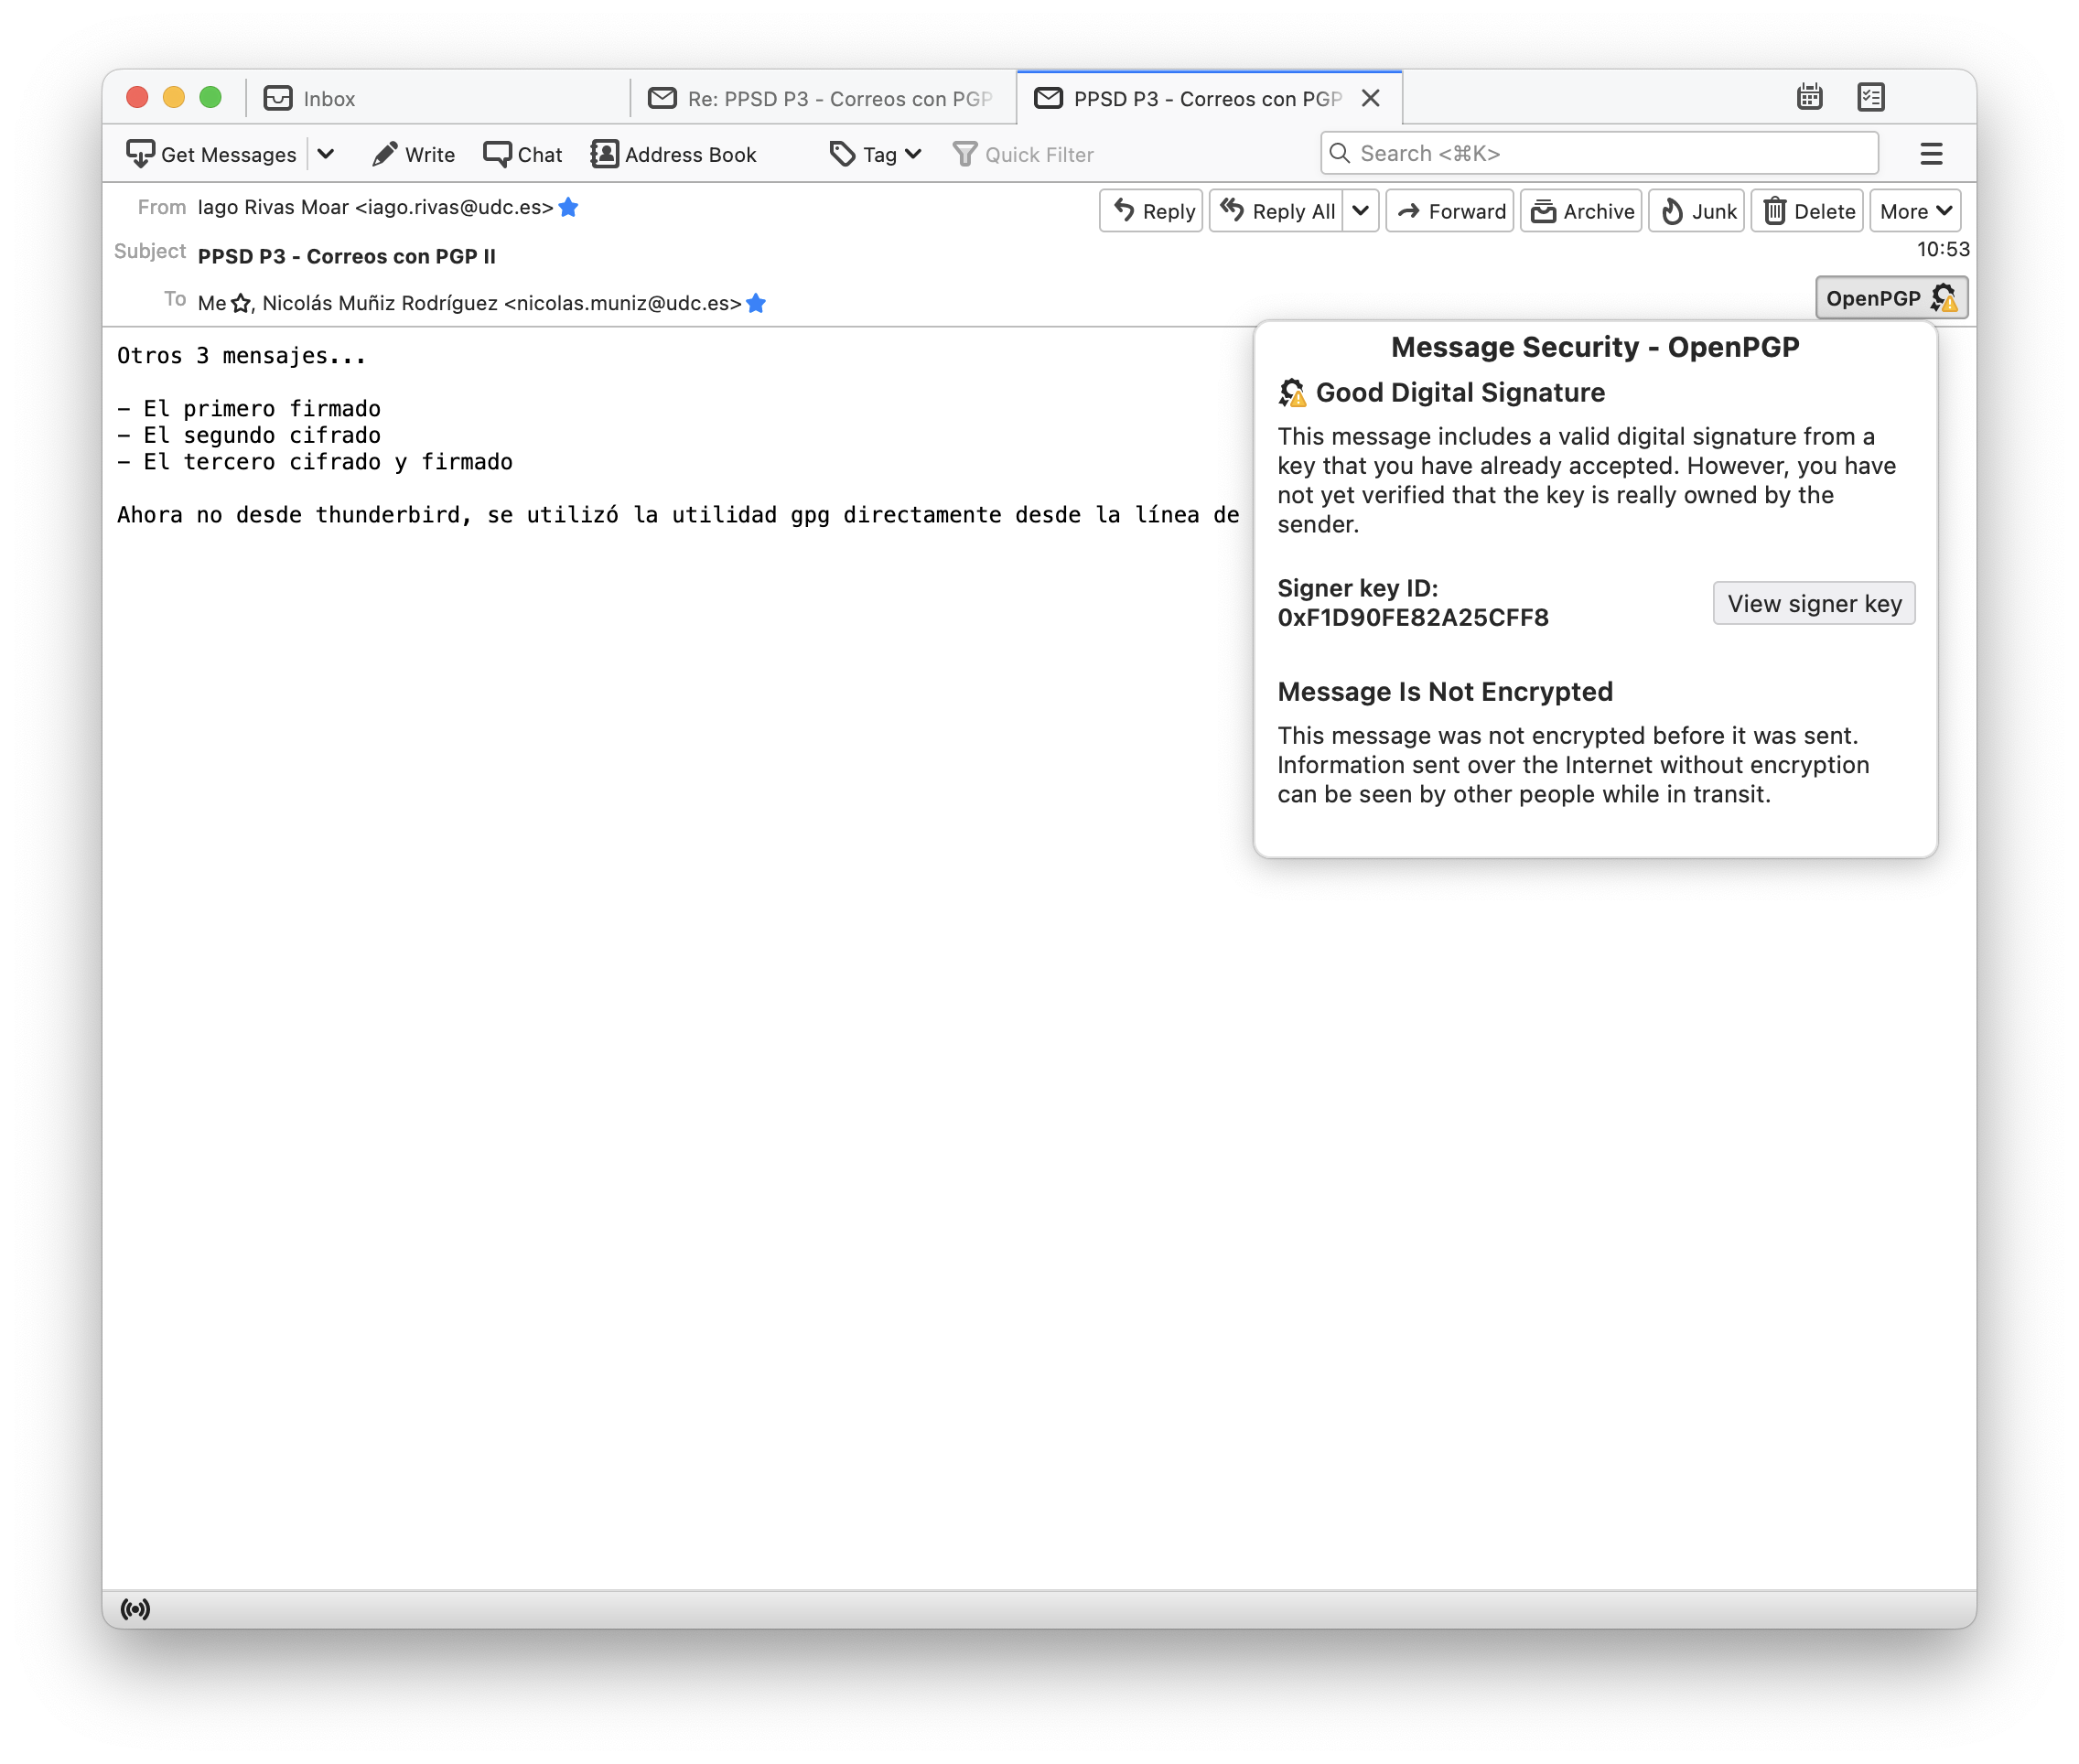 Inbox
Re: PPSD P3 - Correos con PGP
PPSD P3 - Correos con PGP
Get Messages
Write
Chat
Address Book
Tag
Quick Filter
Search <⌘K>
From Iago Rivas Moar <iago.rivas@udc.es>
Reply
Reply All
Forward
Archive
Junk
Delete
More
Subject PPSD P3 - Correos con PGP II
10:53
To Me, Nicolás Muñiz Rodríguez <nicolas.muniz@udc.es>
OpenPGP
Otros 3 mensajes...
- El primero firmado
- El segundo cifrado
- El tercero cifrado y firmado
Ahora no desde thunderbird, se utilizó la utilidad gpg directamente desde la línea de
Message Security - OpenPGP
Good Digital Signature
This message includes a valid digital signature from a
key that you have already accepted. However, you have
not yet verified that the key is really owned by the
sender.
Signer key ID:
0xF1D90FE82A25CFF8
View signer key
Message Is Not Encrypted
This message was not encrypted before it was sent.
Information sent over the Internet without encryption
can be seen by other people while in transit.